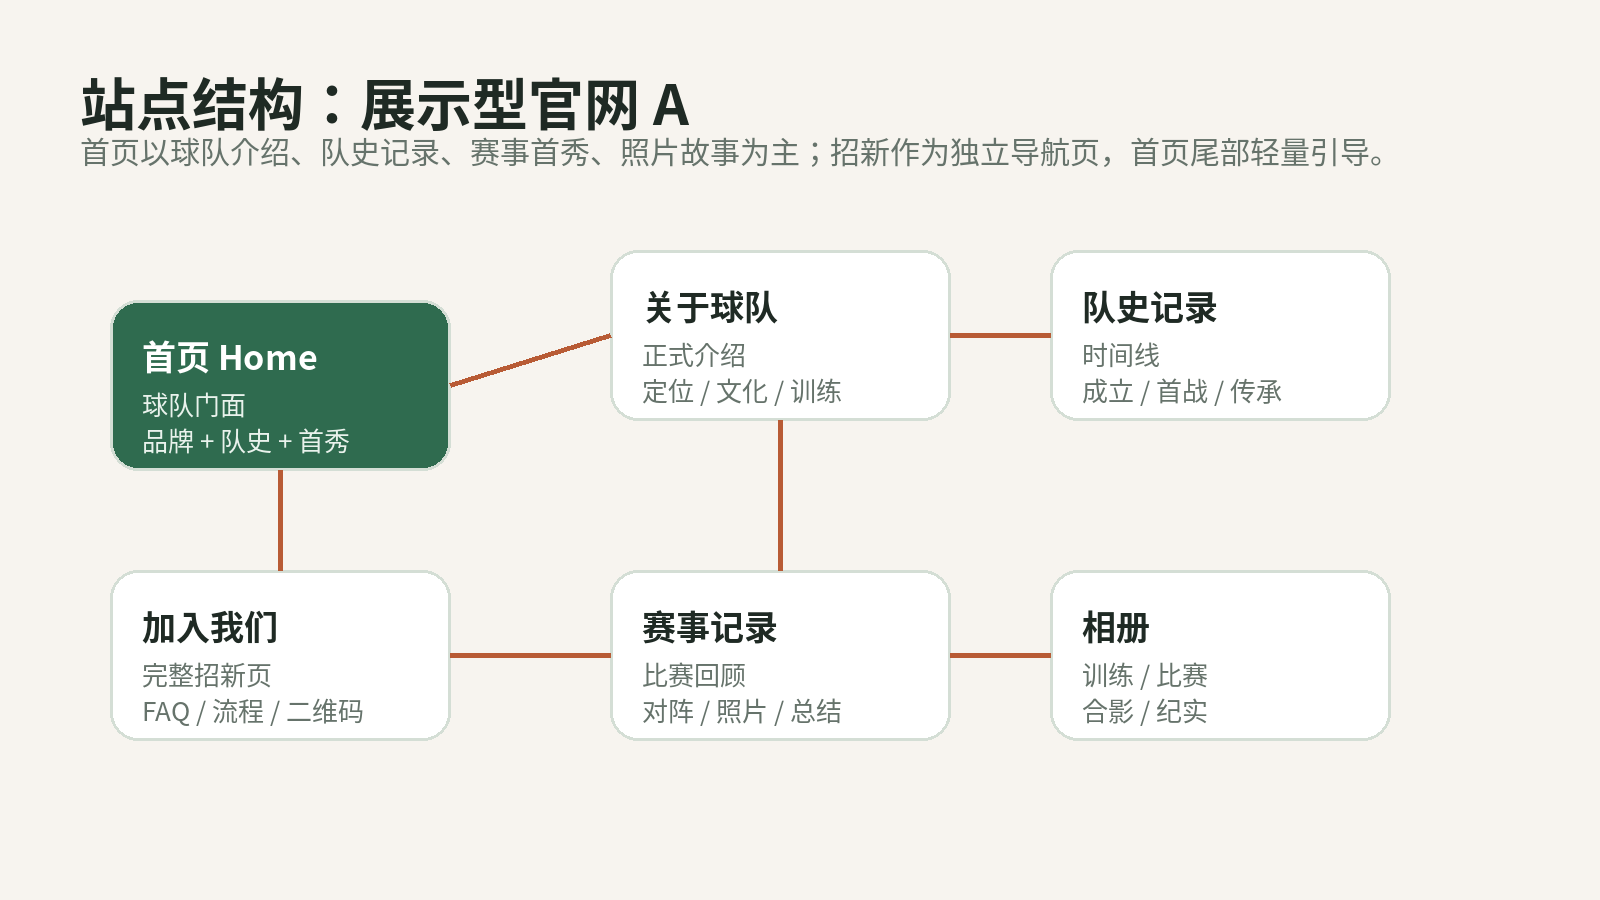 站点结构：展示型官网 A
首页以球队介绍、队史记录、赛事首秀、照片故事为主；招新作为独立导航页，首页尾部轻量引导。
首页 Home
球队门面
品牌 + 队史 + 首秀
关于球队
正式介绍
定位 / 文化 / 训练
队史记录
时间线
成立 / 首战 / 传承
加入我们
完整招新页
FAQ / 流程 / 二维码
赛事记录
比赛回顾
对阵 / 照片 / 总结
相册
训练 / 比赛
合影 / 纪实